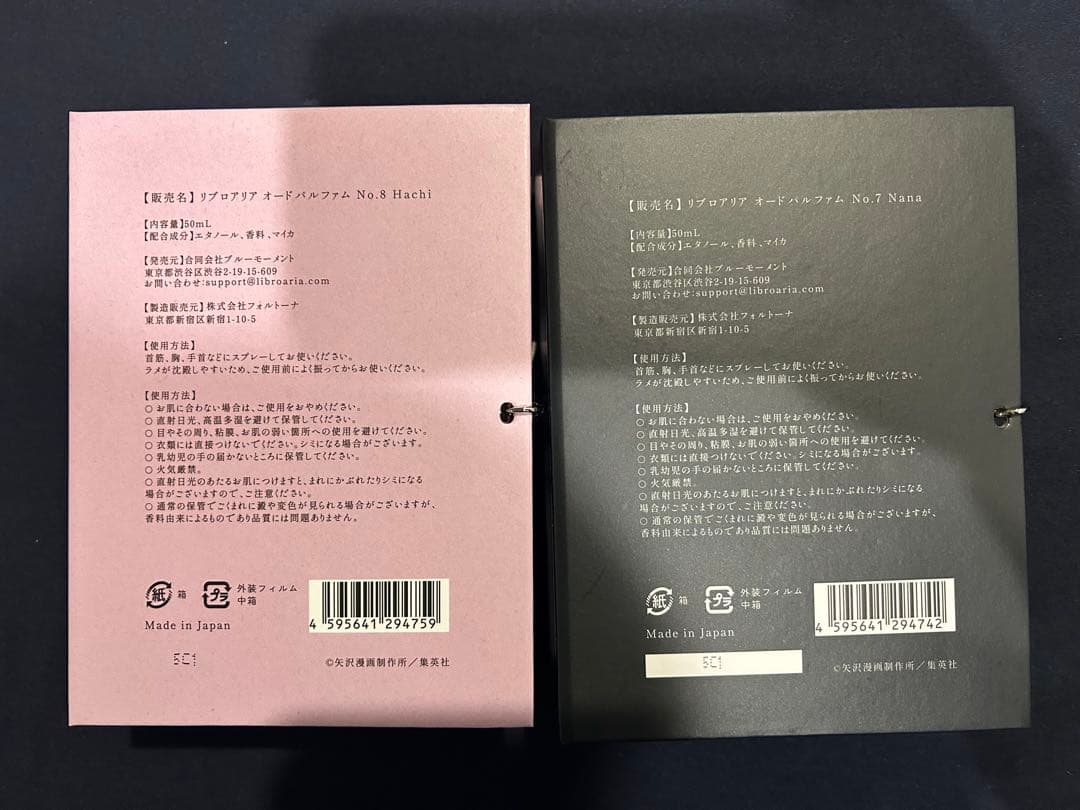 【販売名】リブロアリア オードパルファム No.8 Hachi
【内容量】50mL
【配合成分】エタノール、香料、マイカ
【発売元】合同会社ブルーモーメント
東京都渋谷区渋谷2-19-15-609
お問い合わせ:support@libroaria.com
【製造販売元】株式会社フォルトーナ
東京都新宿区新宿1-10-5
【使用方法】
首筋、胸、手首などにスプレーしてお使いください。
ラメが沈殿しやすいため、ご使用前によく振ってからお使いください。
【使用方法】
○お肌に合わない場合は、ご使用をおやめください。
○直射日光、高温多湿を避けて保管してください。
○目やその周り、粘膜、お肌の弱い箇所への使用を避けてください。
○衣類には直接つけないでください。シミになる場合がございます。
○乳幼児の手の届かないところに保管してください。
○火気厳禁。
○直射日光のあたるお肌につけますと、まれにかぶれたりシミになる
場合がございますので、ご注意ください。
○通常の保管でごくまれに澱や変色が見られる場合がございますが、
香料由来によるものであり品質には問題ありません。
紙 箱
プラ 外装フィルム
中箱
4 595641 294759
Made in Japan
5C1
©矢沢漫画制作所／集英社
【販売名】リブロアリア オードパルファム No.7 Nana
【内容量】50mL
【配合成分】エタノール、香料、マイカ
【発売元】合同会社ブルーモーメント
東京都渋谷区渋谷2-19-15-609
お問い合わせ:support@libroaria.com
【製造販売元】株式会社フォルトーナ
東京都新宿区新宿1-10-5
【使用方法】
首筋、胸、手首などにスプレーしてお使いください。
ラメが沈殿しやすいため、ご使用前によく振ってからお使いください。
【使用方法】
○お肌に合わない場合は、ご使用をおやめください。
○直射日光、高温多湿を避けて保管してください。
○目やその周り、粘膜、お肌の弱い箇所への使用を避けてください。
○衣類には直接つけないでください。シミになる場合がございます。
○乳幼児の手の届かないところに保管してください。
○火気厳禁。
○直射日光のあたるお肌につけますと、まれにかぶれたりシミになる
場合がございますので、ご注意ください。
○通常の保管でごくまれに澱や変色が見られる場合がございますが、
香料由来によるものであり品質には問題ありません。
紙 箱
プラ 外装フィルム
中箱
4 595641 294742
Made in Japan
5C1
©矢沢漫画制作所／集英社